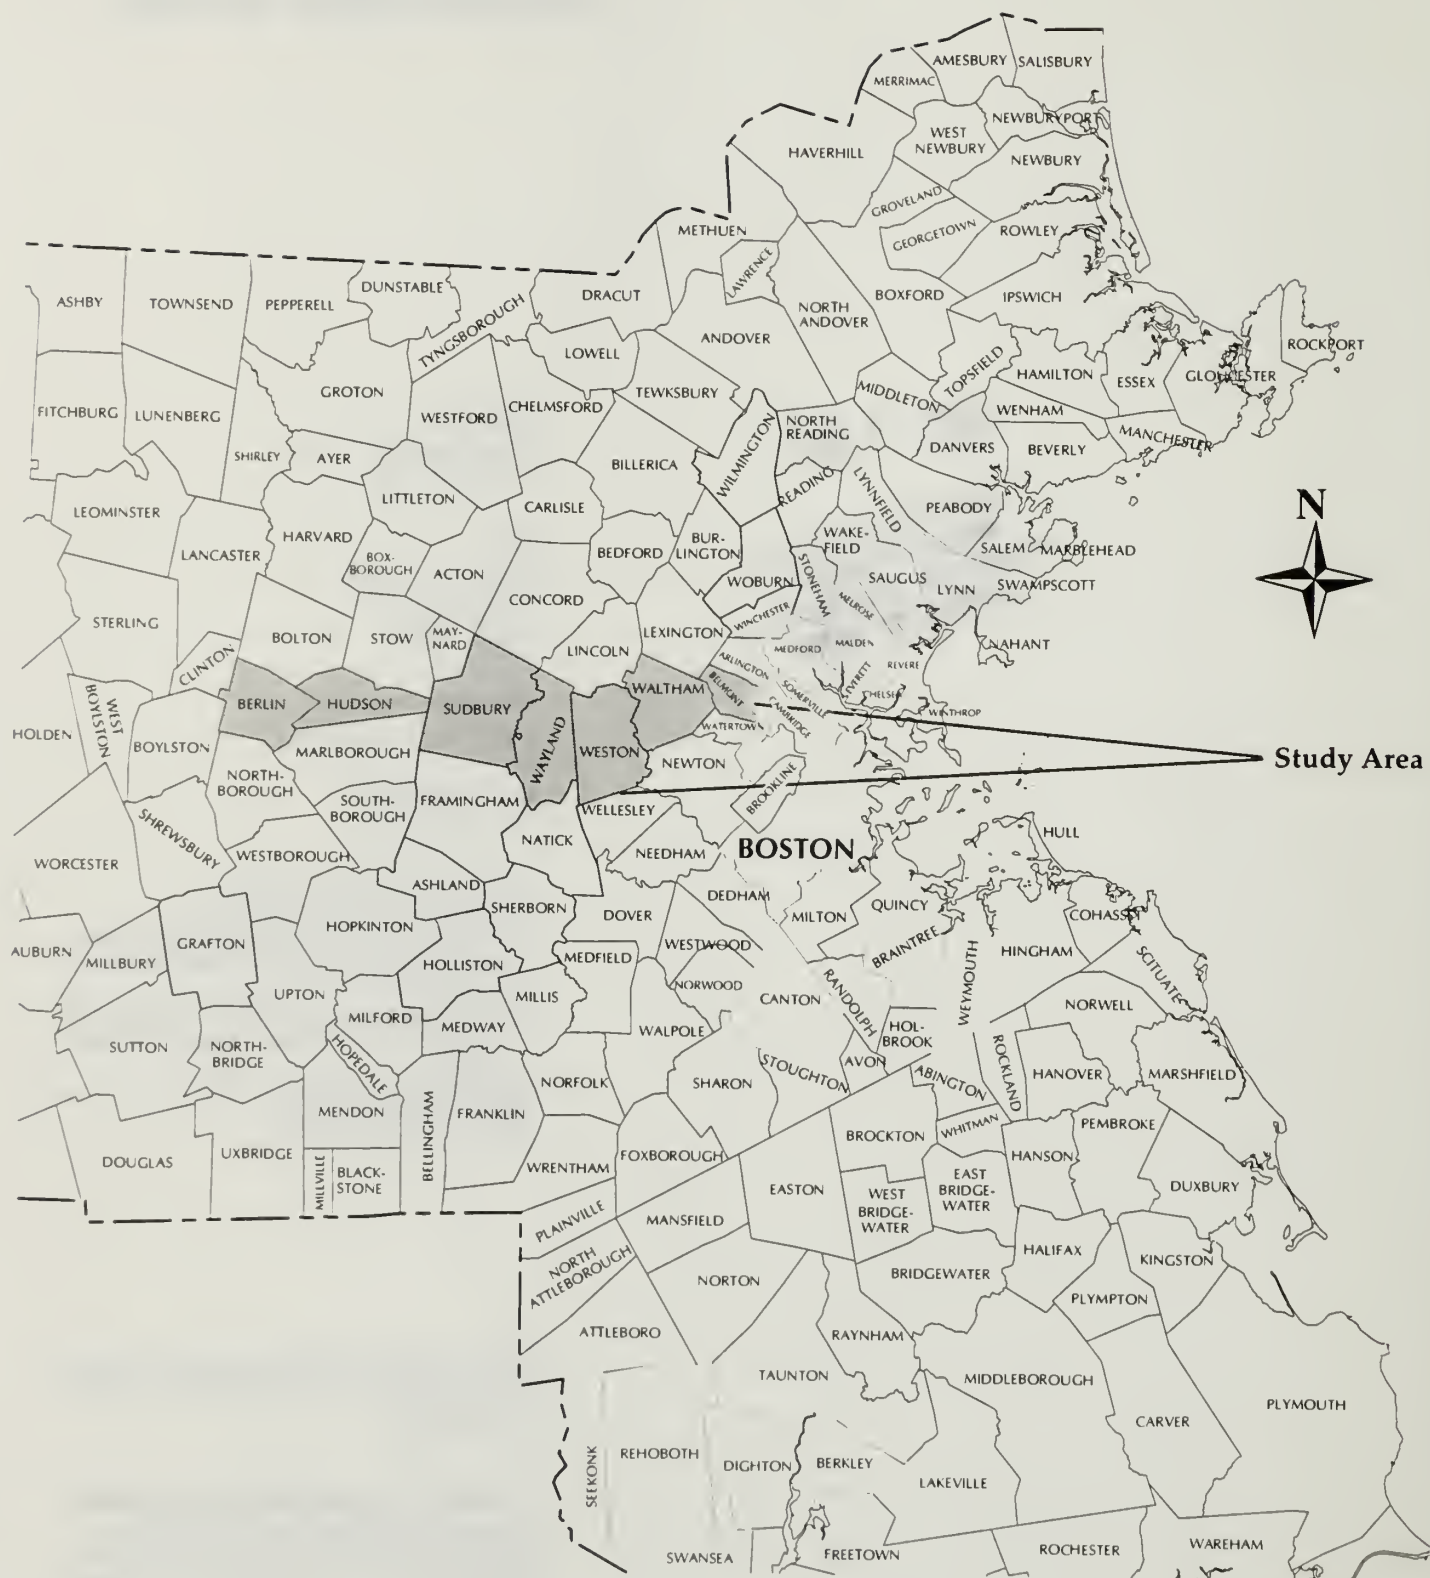 AMESBURY
SALISBURY
MERRIMAC
NEWBURYPORT
WEST
NEWBURY
HAVERHILL
NEWBURY
GROVELAND
METHUEN
GEORGETOWN
ROWLEY
LAWRENCE
DUNSTABLE
DRACUT
BOXFORD
IPSWICH
ASHBY
TOWNSEND
PEPPERELL
TYNGSBOROUGH
NORTH
ANDOVER
ANDOVER
ROCKPORT
LOWELL
TOPSFIELD
HAMILTON
ESSEX
GLOUCESTER
GROTON
TEWKSBURY
MIDDLETON
FITCHBURG
LUNENBERG
WESTFORD
CHELMSFORD
WENHAM
NORTH
READING
MANCHESTER
DANVERS
BEVERLY
SHIRLEY
AYER
BILLERICA
WILMINGTON
READING
LYNNFIELD
LITTLETON
CARLISLE
PEABODY
N
LEOMINSTER
HARVARD
LANCASTER
BOX-
BOROUGH
ACTON
BEDFORD
BUR-
LINGTON
WAKE-
FIELD
SALEM
MARBLEHEAD
WOBURN
STONEHAM
SAUGUS
LYNN
SWAMPSCOTT
CONCORD
MELROSE
STERLING
BOLTON
STOW
MAY-
NARD
LEXINGTON
WINCHESTER
LINCOLN
MEDFORD
MALDEN
NAHANT
CLINTON
ARLINGTON
REVERE
EVERETT
WEST
BOYLSTON
BERLIN
HUDSON
SUDBURY
WALTHAM
BELMONT
SOMERVILLE
CHELSEA
WINTHROP
CAMBRIDGE
HOLDEN
BOYLSTON
MARLBOROUGH
WAYLAND
WESTON
WATERTOWN
NEWTON
Study Area
NORTH-
BOROUGH
SOUTH-
BOROUGH
FRAMINGHAM
WELLESLEY
BROOKLINE
SHREWSBURY
WORCESTER
WESTBOROUGH
NATICK
NEEDHAM
BOSTON
HULL
ASHLAND
SHERBORN
DOVER
DEDHAM
MILTON
QUINCY
COHASSET
AUBURN
MILLBURY
GRAFTON
HOPKINTON
WESTWOOD
BRAINTREE
HINGHAM
HOLLISTON
MEDFIELD
WEYMOUTH
SCITUATE
UPTON
MILLIS
NORWOOD
CANTON
RANDOLPH
NORWELL
MILFORD
MEDWAY
WALPOLE
HOL-
BROOK
SUTTON
NORTH-
BRIDGE
HOPEDALE
AVON
ROCKLAND
NORFOLK
SHARON
STOUGHTON
ABINGTON
HANOVER
MARSHFIELD
MENDON
BELLINGHAM
FRANKLIN
BROCKTON
WHITMAN
PEMBROKE
DOUGLAS
UXBRIDGE
MILLVILLE
BLACK-
STONE
WRENTHAM
FOXBOROUGH
HANSON
EASTON
WEST
BRIDGE-
WATER
EAST
BRIDGE-
WATER
DUXBURY
PLAINVILLE
MANSFIELD
HALIFAX
KINGSTON
NORTH
ATTLEBOROUGH
NORTON
BRIDGEWATER
PLYMPTON
ATTLEBORO
RAYNHAM
TAUNTON
MIDDLEBOROUGH
PLYMOUTH
CARVER
SEEKONK
REHOBOTH
DIGHTON
BERKLEY
LAKEVILLE
SWANSEA
FREETOWN
ROCHESTER
WAREHAM